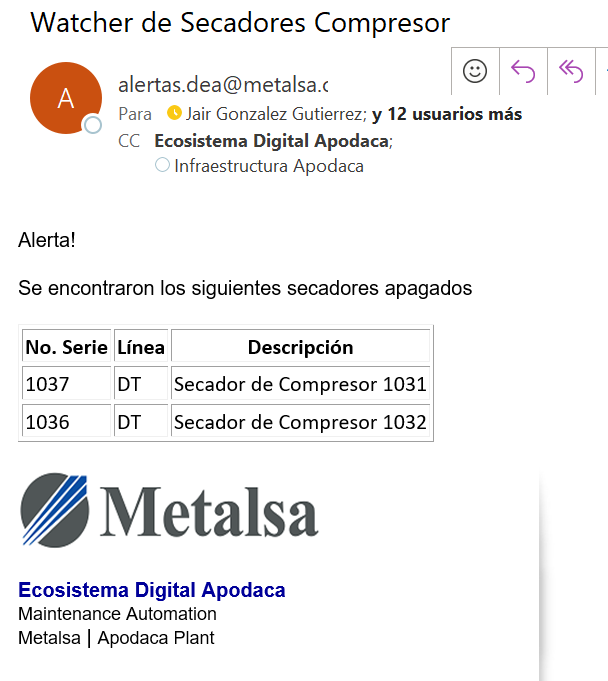 Watcher de Secadores Compresor
A
alertas.dea@metalsa.c
Para Jair Gonzalez Gutierrez; y 12 usuarios más
CC Ecosistema Digital Apodaca;
Infraestructura Apodaca
Alerta!
Se encontraron los siguientes secadores apagados
No. Serie Línea Descripción
1037 DT Secador de Compresor 1031
1036 DT Secador de Compresor 1032
Metalsa
Ecosistema Digital Apodaca
Maintenance Automation
Metalsa | Apodaca Plant